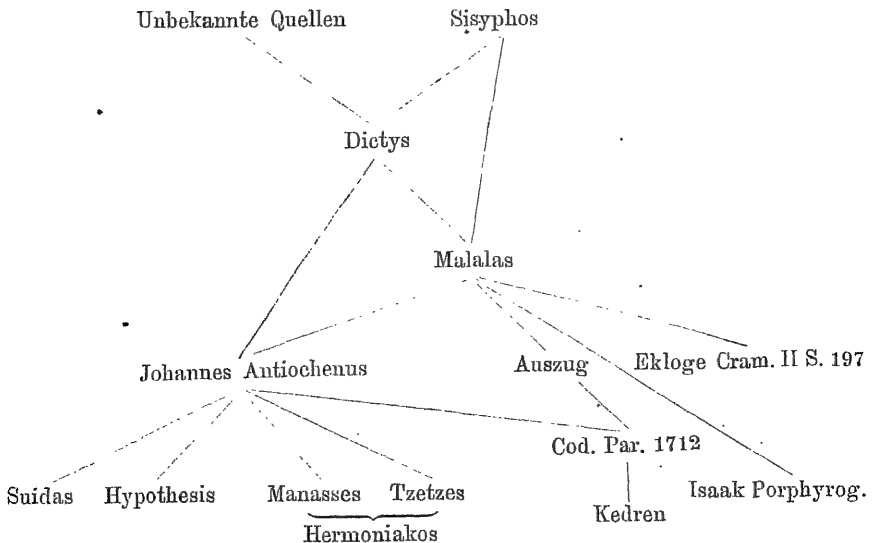 Unbekannte Quellen Sisyphos
Dictys
Malalas
Johannes Antiochenus Auszug Ekloge Cram. II S. 197
Cod. Par. 1712
Suidas Hypothesis Manasses Tzetzes Isaak Porphyrog.
Hermoniakos Kedren